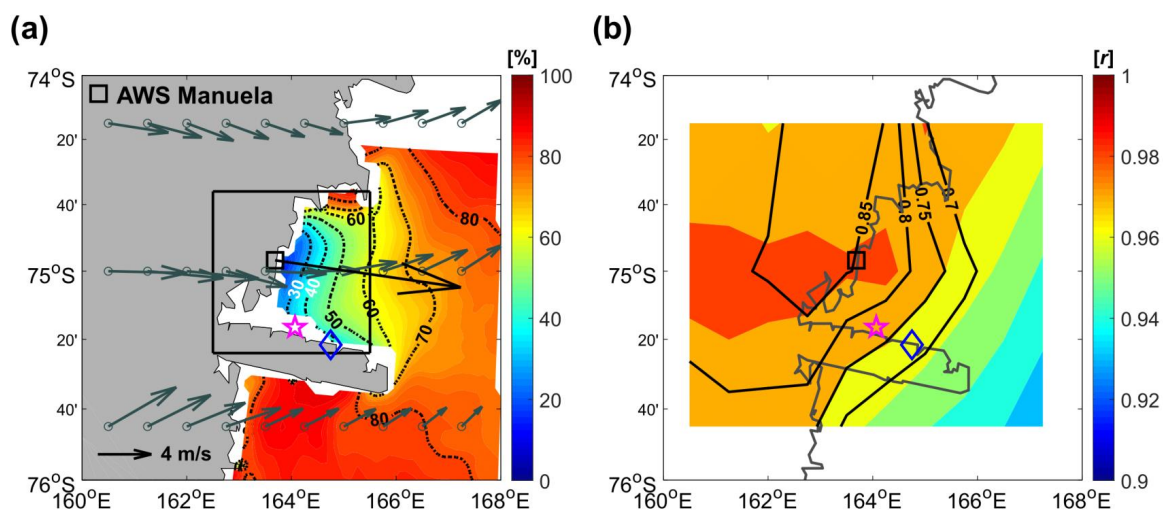 (a)
[%]
74°S
AWS Manuela
20'
40'
75°S
20'
40'
76°S
160°E
162°E
164°E
166°E
168°E
4 m/s
60
80
30
40
50
60
70
80
100
80
60
40
20
0
(b)
[r]
74°S
20'
40'
75°S
20'
40'
76°S
160°E
162°E
164°E
166°E
168°E
0.85
0.8
0.75
0.7
1
0.98
0.96
0.94
0.92
0.9